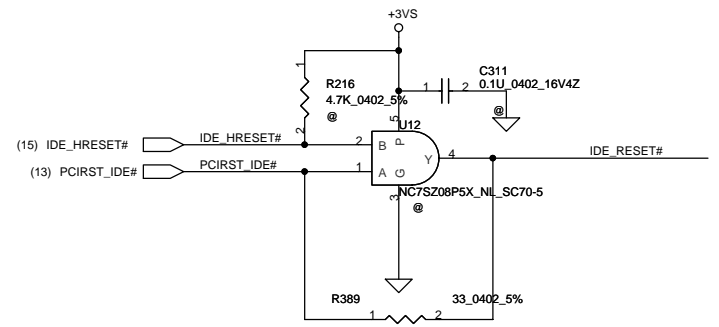 +3VS
1
R216
4.7K_0402_5%
@
2
1
2
C311
0.1U_0402_16V4Z
@
5
U12
(15) IDE_HRESET#
IDE_HRESET#
2
B
P
Y
4
IDE_RESET#
(13) PCIRST_IDE#
PCIRST_IDE#
1
A
G
3
NC7SZ08P5X_NL_SC70-5
@
R389
33_0402_5%
1
2